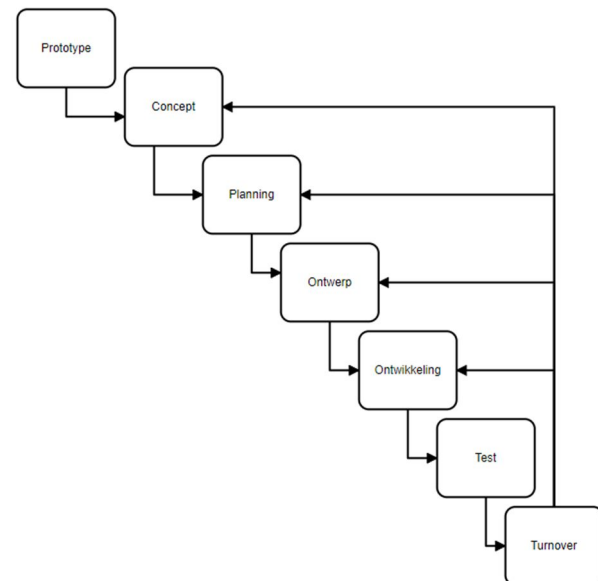 Prototype
Concept
Planning
Ontwerp
Ontwikkeling
Test
Turnover